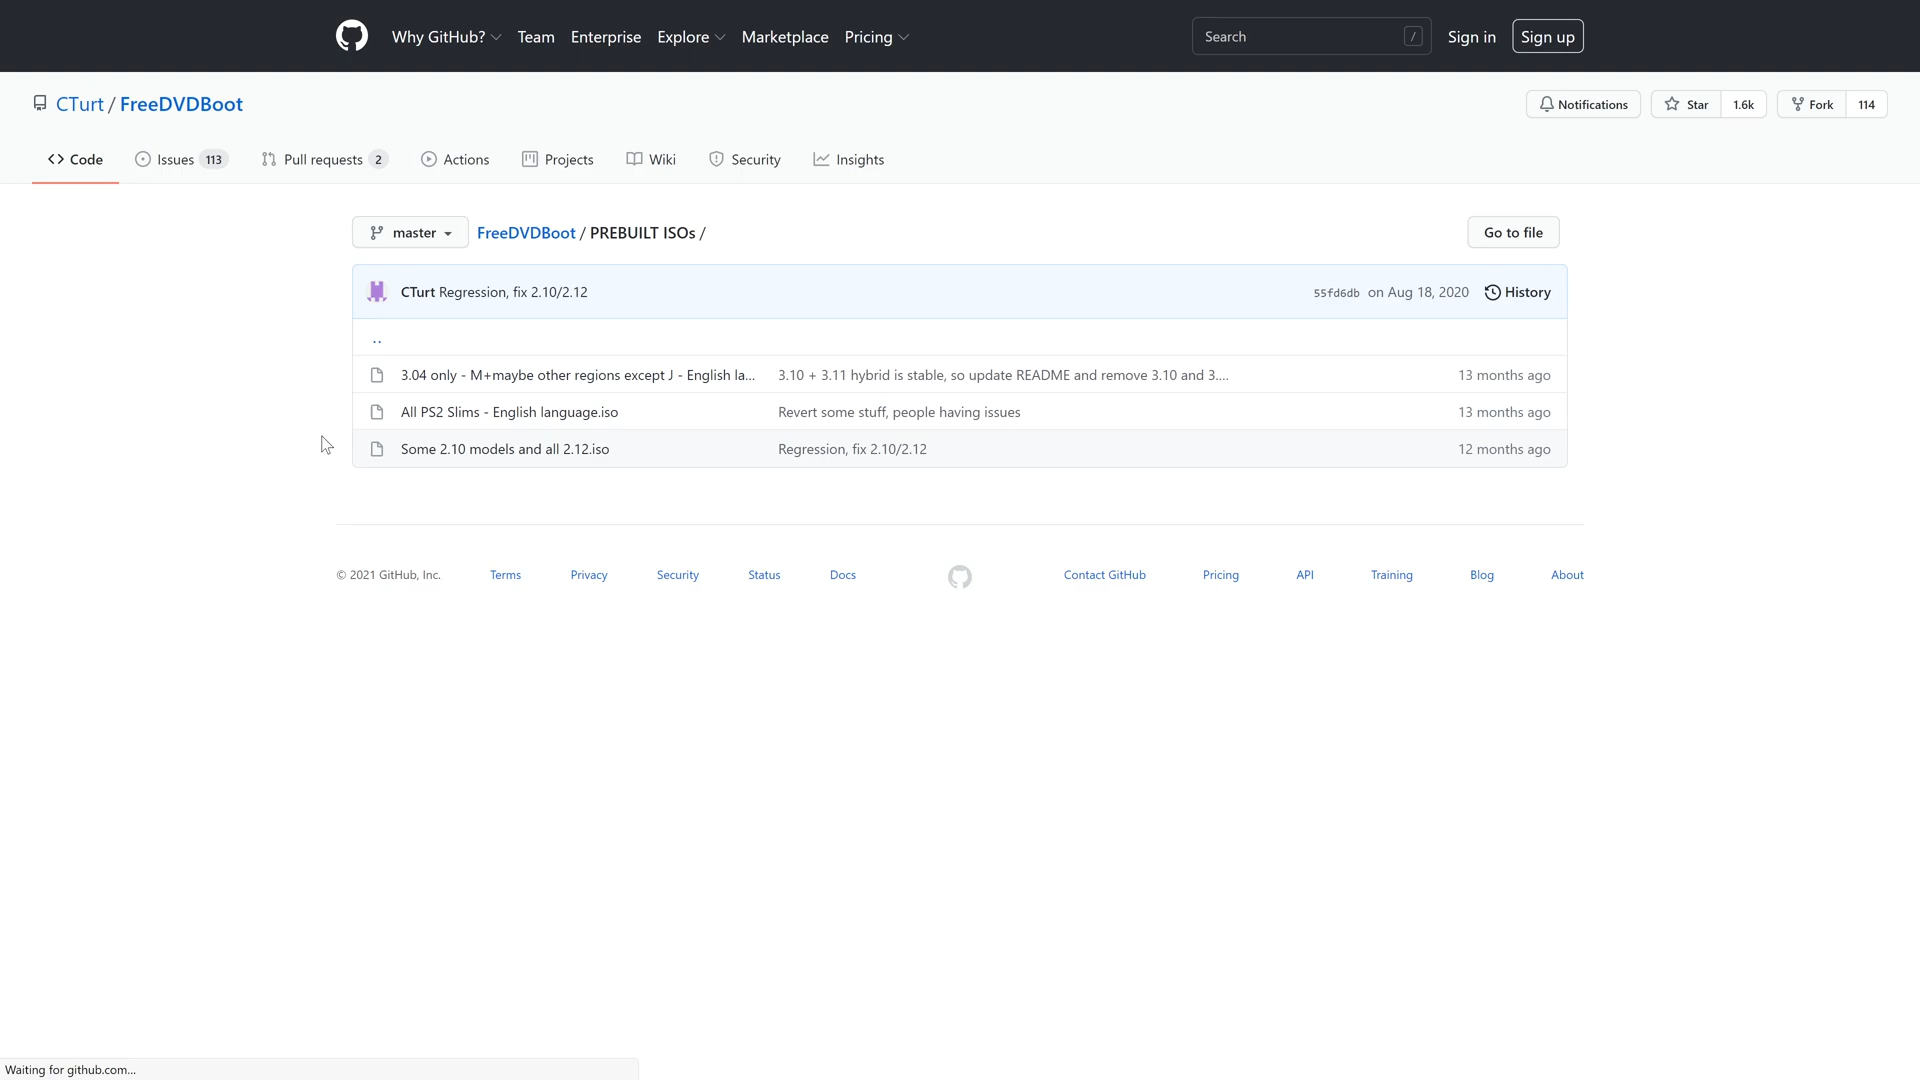 Why GitHub? Team Enterprise Explore Marketplace Pricing Search / Sign in Sign up
CTurt / FreeDVDBoot Notifications Star 1.6k Fork 114
Code Issues 113 Pull requests 2 Actions Projects Wiki Security Insights
master FreeDVDBoot / PREBUILT ISOs / Go to file
CTurt Regression, fix 2.10/2.12 55fd6db on Aug 18, 2020 History
..
3.04 only - M+maybe other regions except J - English la... 3.10 + 3.11 hybrid is stable, so update README and remove 3.10 and 3.... 13 months ago
All PS2 Slims - English language.iso Revert some stuff, people having issues 13 months ago
Some 2.10 models and all 2.12.iso Regression, fix 2.10/2.12 12 months ago
© 2021 GitHub, Inc. Terms Privacy Security Status Docs Contact GitHub Pricing API Training Blog About
Waiting for github.com...